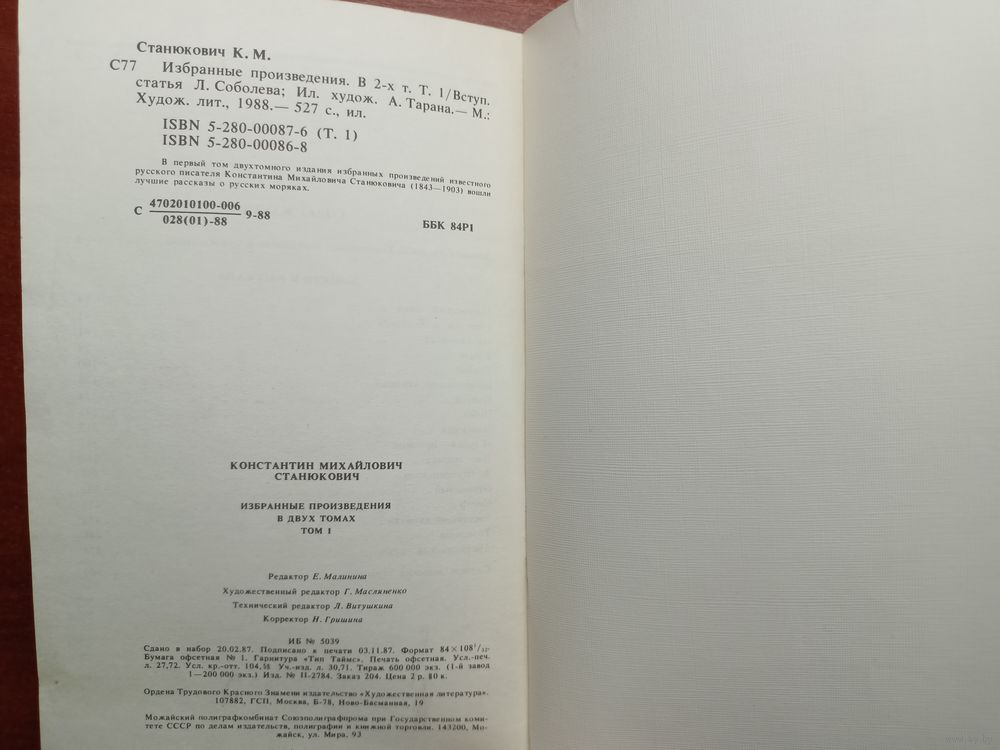 Станюкович К. М.
С77 Избранные произведения. В 2-х т. Т. 1/Вступ.
статья Л. Соболева; Ил. худож. А. Тарана.— М.:
Худож. лит., 1988.— 527 с., ил.
ISBN 5-280-00087-6 (Т. 1)
ISBN 5-280-00086-8
В первый том двухтомного издания избранных произведений известного
русского писателя Константина Михайловича Станюковича (1843—1903) вошли
лучшие рассказы о русских моряках.
С 4702010100-006 9-88
028(01)-88
ББК 84Р1
КОНСТАНТИН МИХАЙЛОВИЧ
СТАНЮКОВИЧ
ИЗБРАННЫЕ ПРОИЗВЕДЕНИЯ
В ДВУХ ТОМАХ
ТОМ 1
Редактор Е. Малинина
Художественный редактор Г. Масляненко
Технический редактор Л. Витушкина
Корректор Н. Гришина
ИБ № 5039
Сдано в набор 20.02.87. Подписано к печати 03.11.87. Формат 84×108¹/₃₂.
Бумага офсетная № 1. Гарнитура «Тип Таймс». Печать офсетная. Усл.-печ.
л. 27,72. Усл. кр.-отт. Уч.-изд. л. 30,71. Тираж 600 000 экз. (1-й завод
1—200 000 экз.) Изд. № II-2784. Заказ 204. Цена 2 р. 80 к.
Ордена Трудового Красного Знамени издательство «Художественная литература».
107882, ГСП, Москва, Б-78, Ново-Басманная, 19
Можайский полиграфкомбинат Союзполиграфпрома при Государственном коми-
тете СССР по делам издательств, полиграфии и книжной торговли. 143200, Мо-
жайск, ул. Мира, 93